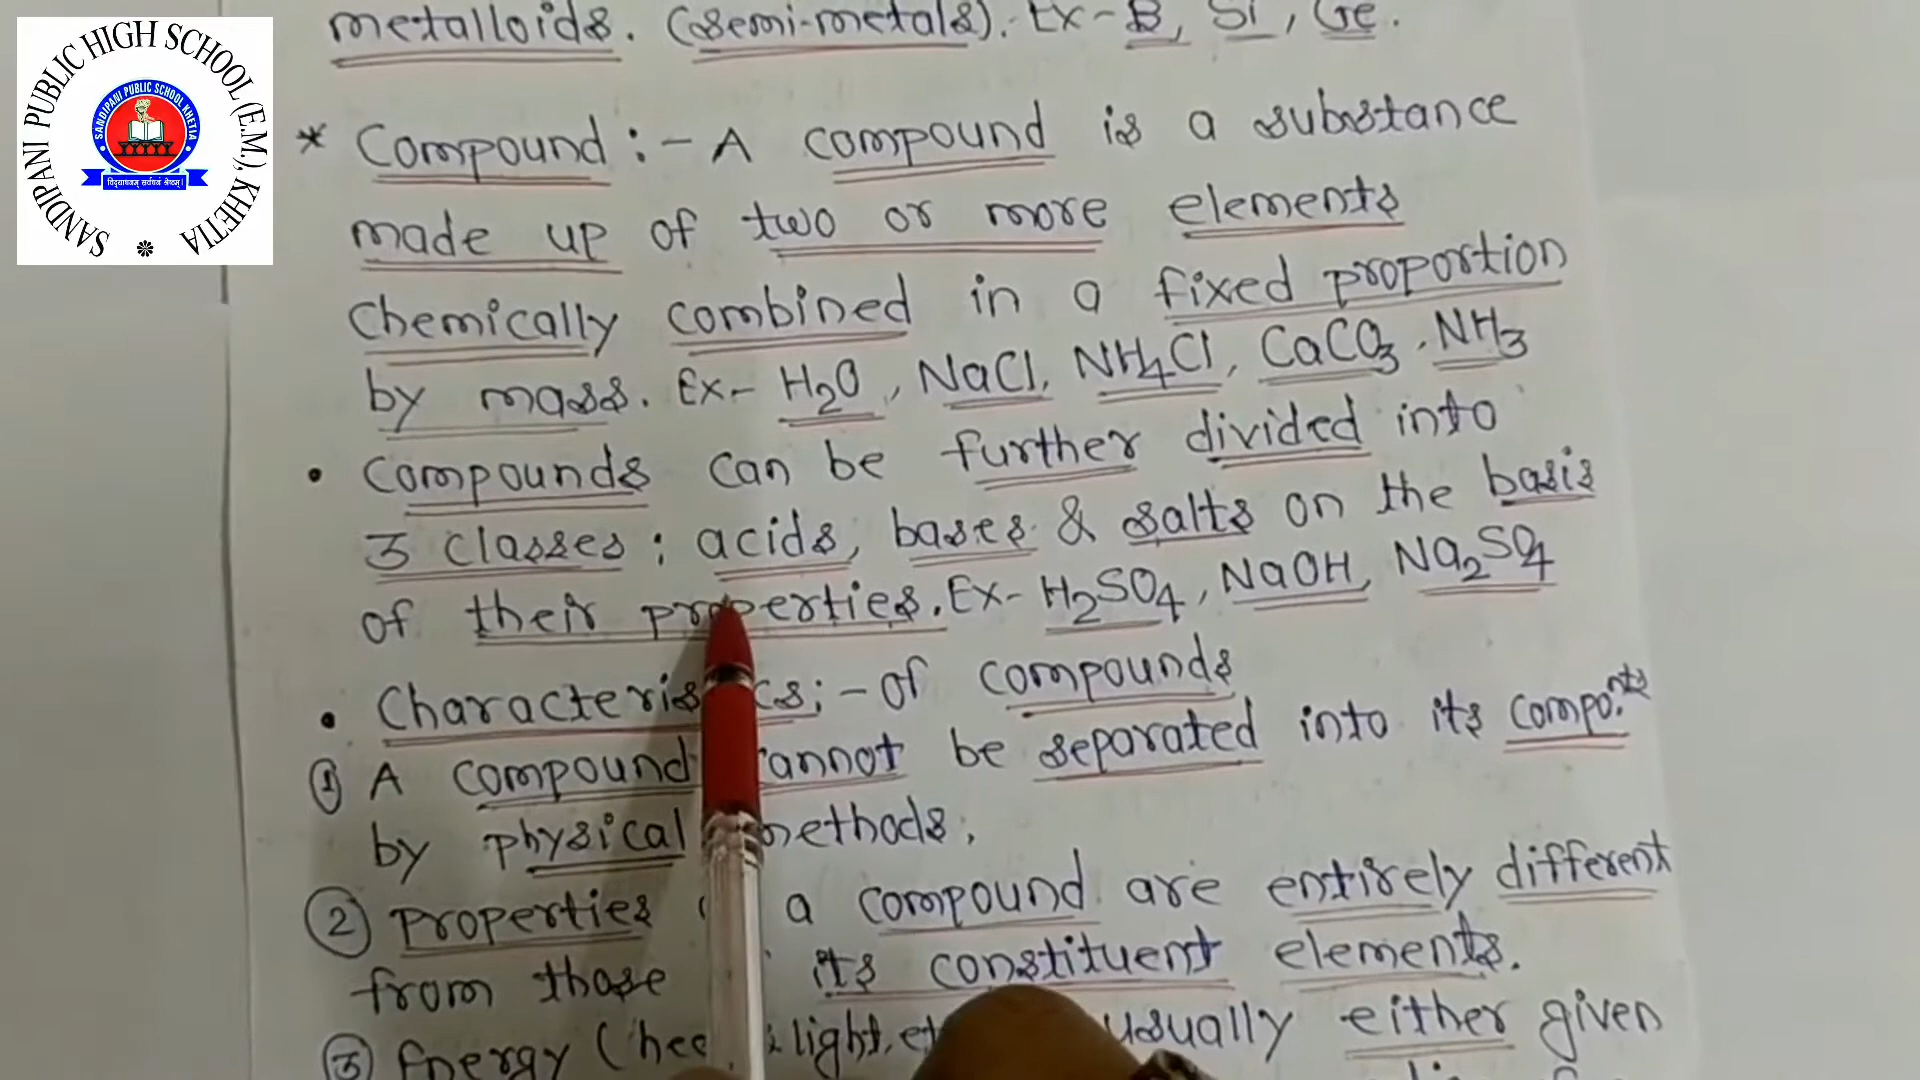 SANDIPANI PUBLIC HIGH SCHOOL (E.M.), KHETIA
SANDIPANI PUBLIC SCHOOL KHETIA
metalloids. (semi-metals). Ex- B, Si, Ge.
* Compound :- A compound is a substance
made up of two or more elements
chemically combined in a fixed proportion
by mass. Ex- H2O, NaCl, NH4Cl, CaCO3, NH3
• Compounds can be further divided into
3 classes : acids, bases & salts on the basis
of their properties. Ex- H2SO4, NaOH, Na2SO4
• Characteris cs; - of compounds
① A compound annot be separated into its compo.nts
by physical methods.
② properties a compound are entirely different
from those its constituent elements.
③ Energy ( light, usually either given